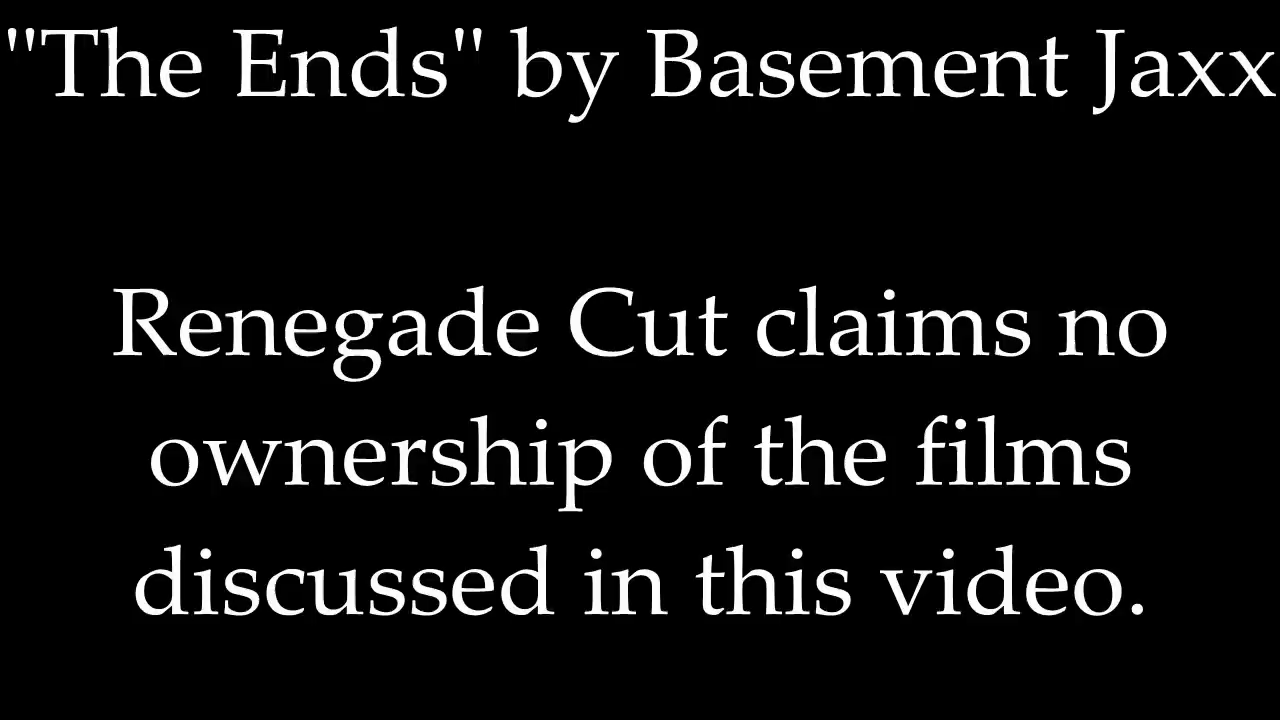 "The Ends" by Basement Jaxx
Renegade Cut claims no
ownership of the films
discussed in this video.